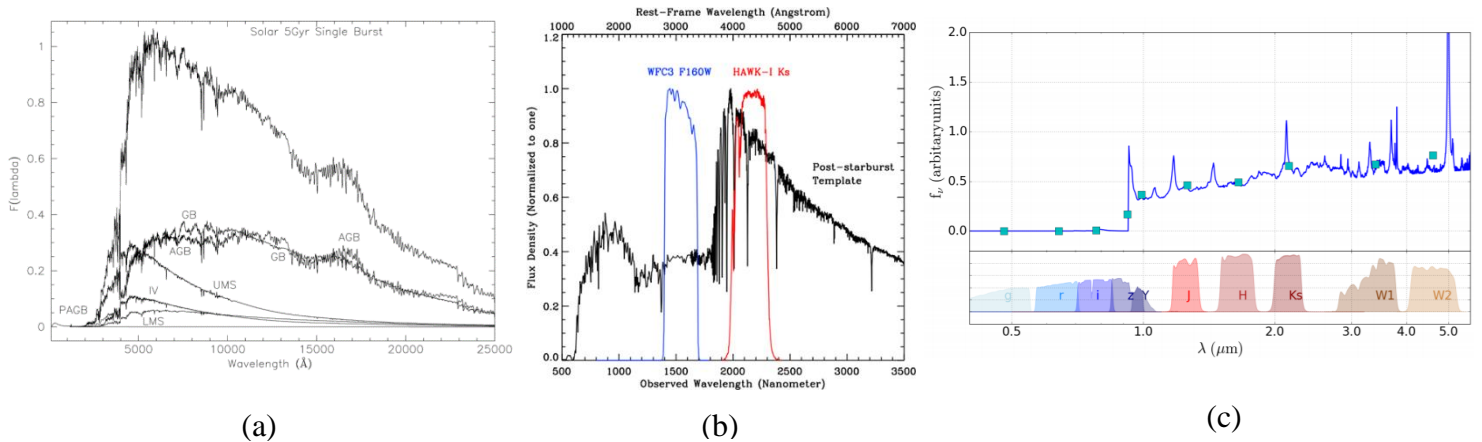 Solar 5Gyr Single Burst
F(lambda)
1
0.8
0.6
0.4
0.2
0
GB
AGB
AGB
GB
UMS
IV
PAGB
LMS
5000 10000 15000 20000 25000
Wavelength (Å)
(a)
Rest-Frame Wavelength (Angstrom)
1000 2000 3000 4000 5000 6000 7000
Flux Density (Normalized to one)
1.2
1.0
0.8
0.6
0.4
0.2
0.0
WFC3 F160W HAWK-I Ks
Post-starburst
Template
500 1000 1500 2000 2500 3000 3500
Observed Wavelength (Nanometer)
(b)
fν (arbitaryunits)
2.0
1.5
1.0
0.5
0.0
g r i z Y J H Ks W1 W2
0.5 1.0 2.0 3.0 4.0 5.0
λ (μm)
(c)